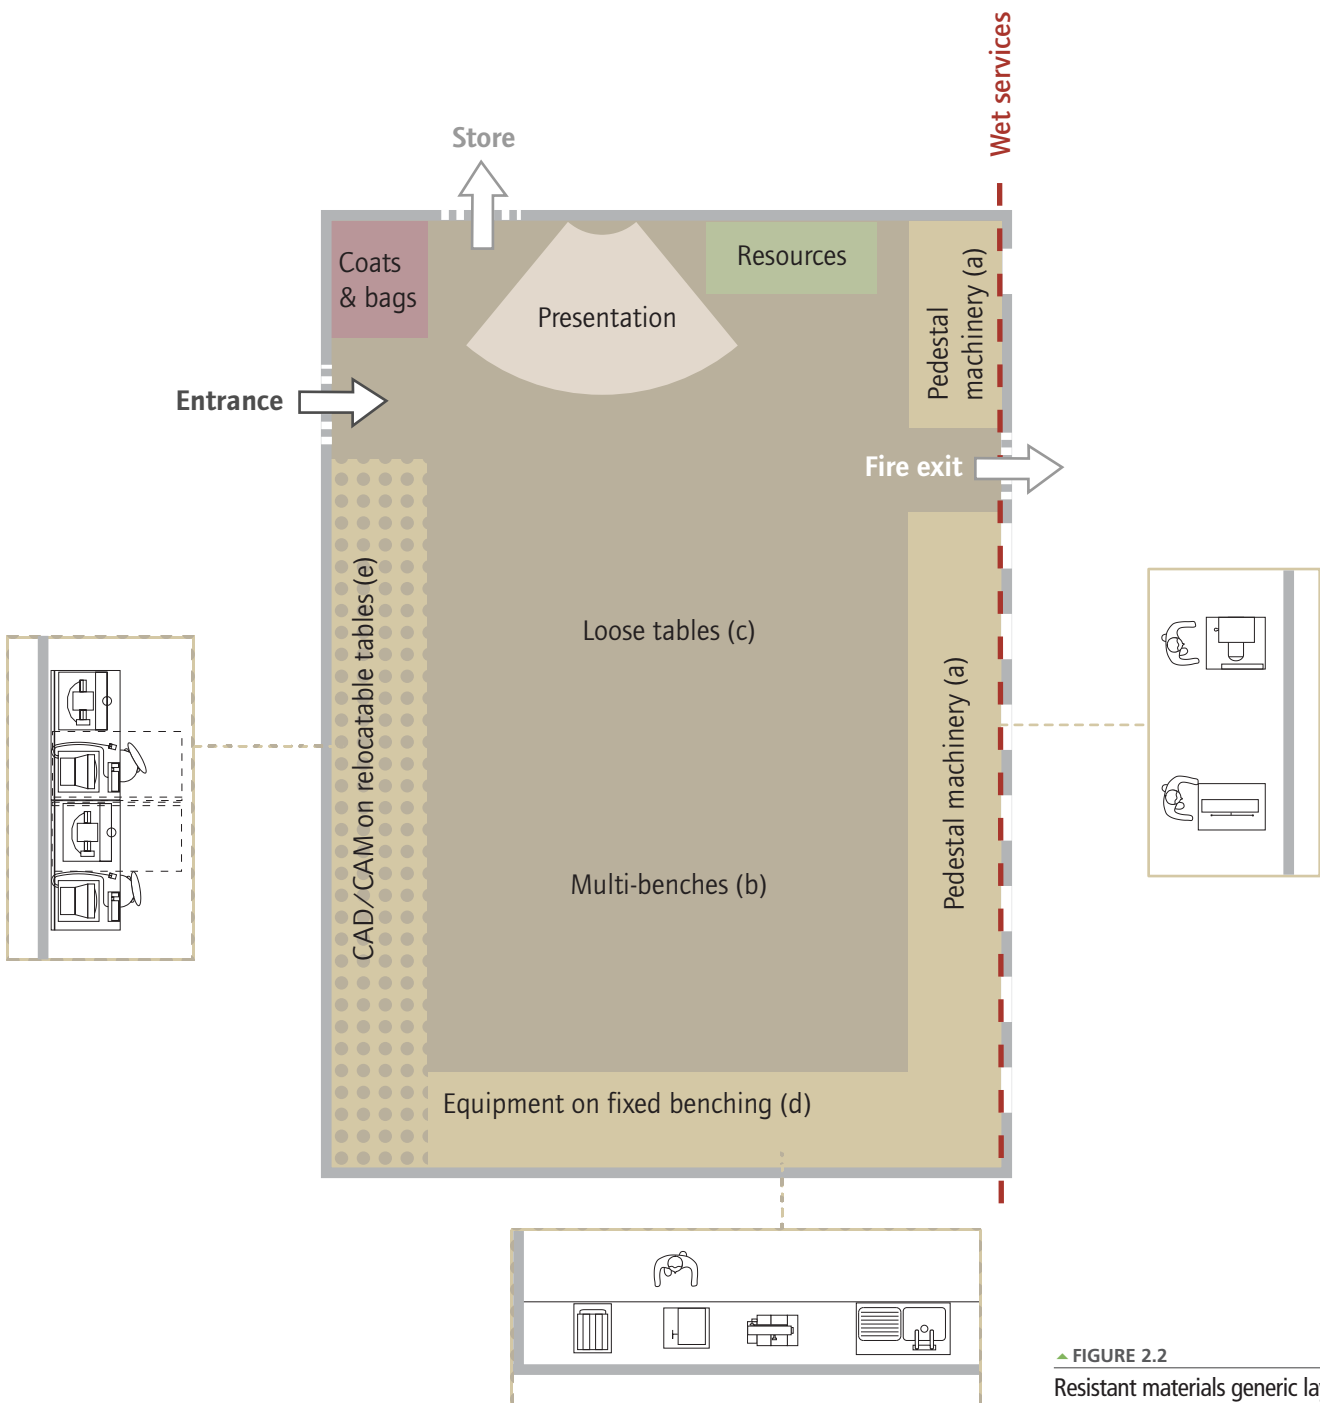 Wet services
Store
Coats
& bags
Presentation
Resources
Pedestal
machinery (a)
Entrance
Fire exit
CAD/CAM on relocatable tables (e)
Loose tables (c)
Pedestal machinery (a)
Multi-benches (b)
Equipment on fixed benching (d)
FIGURE 2.2
Resistant materials generic